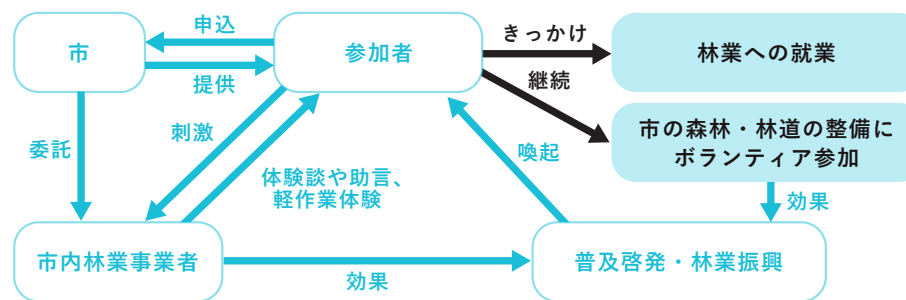 申込
市
参加者
提供
きっかけ
林業への就業
継続
市の森林・林道の整備に
ボランティア参加
委託
刺激
体験談や助言、
軽作業体験
喚起
効果
市内林業事業者
効果
普及啓発・林業振興